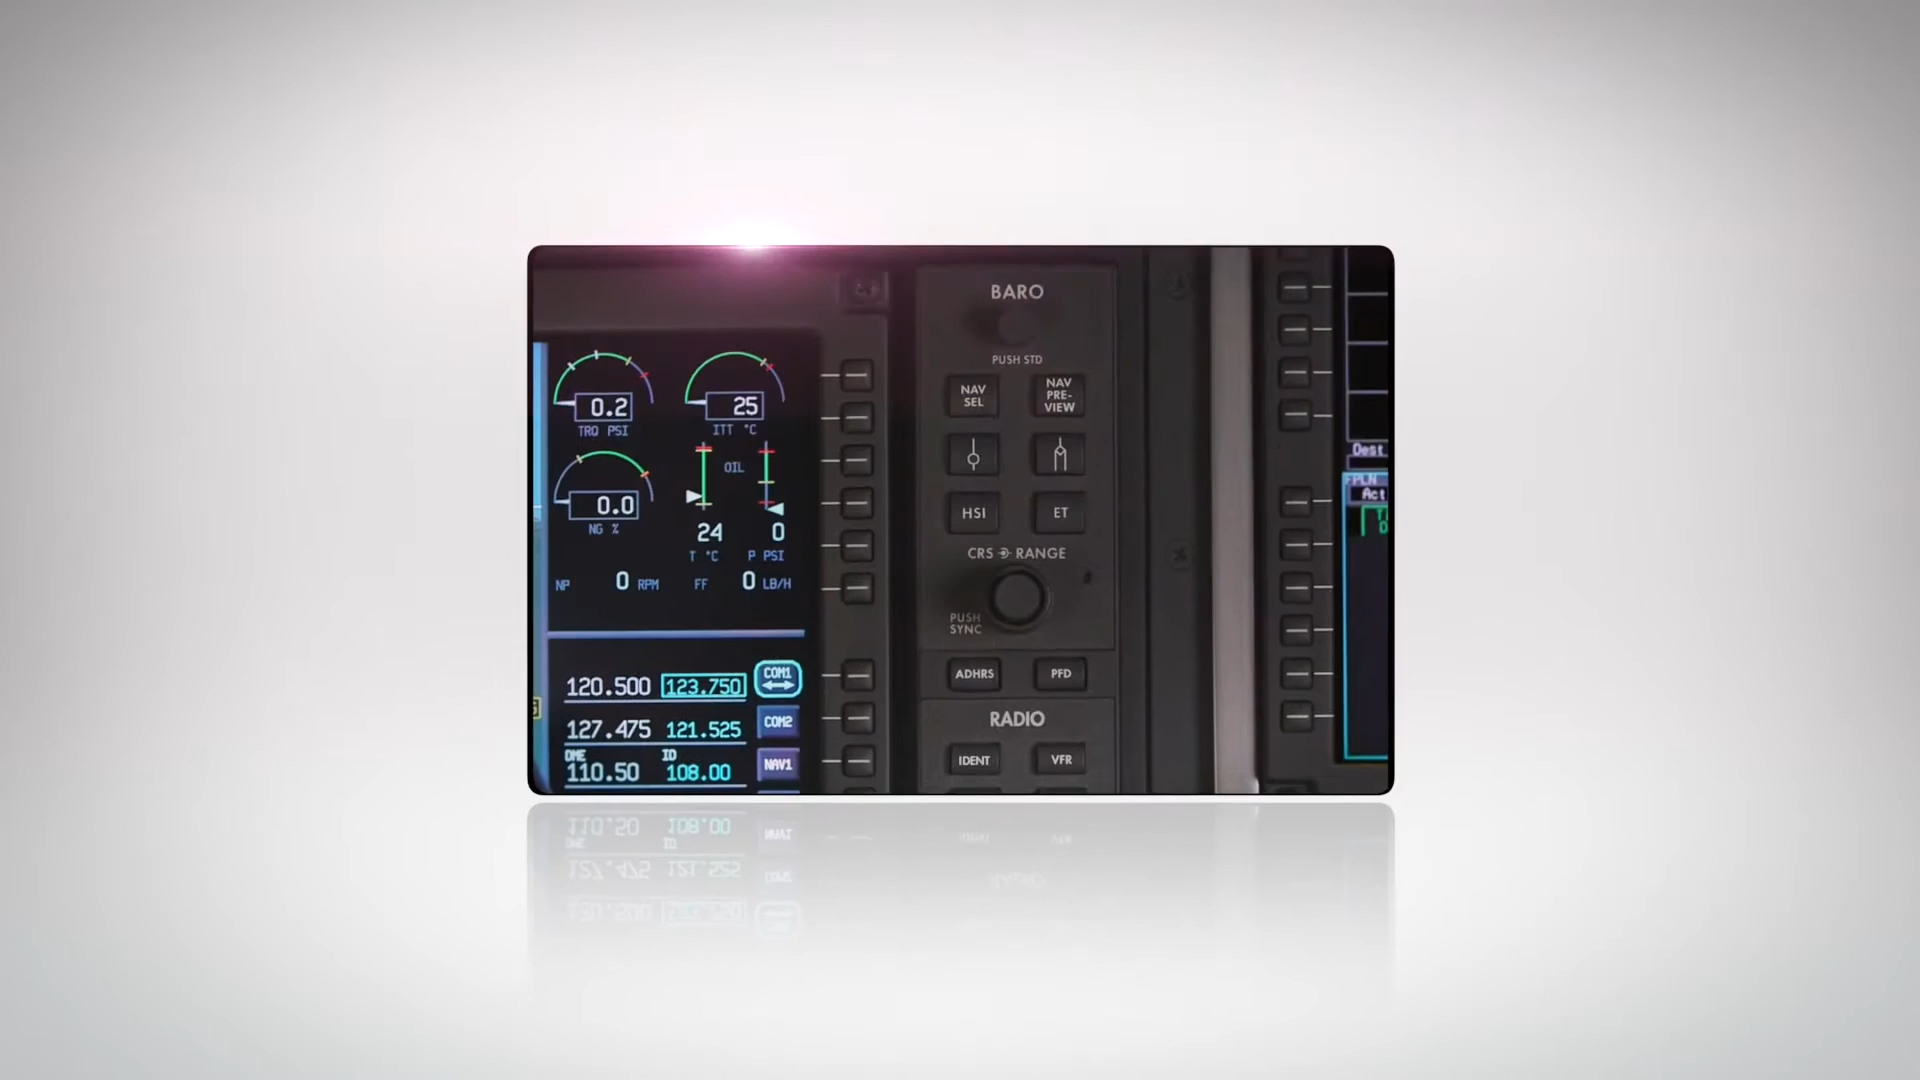 0.2
TRQ PSI
25
ITT °C
0.0
NG %
OIL
24
T °C
0
P PSI
NP 0 RPM
FF 0 LB/H
120.500 123.750 COM1
127.475 121.525 COM2
DME ID
110.50 108.00 NAV1
BARO
PUSH STD
NAV
SEL
NAV
PRE-
VIEW
HSI
ET
CRS RANGE
PUSH
SYNC
ADHRS
PFD
RADIO
IDENT
VFR
Dest
FPLN
Act